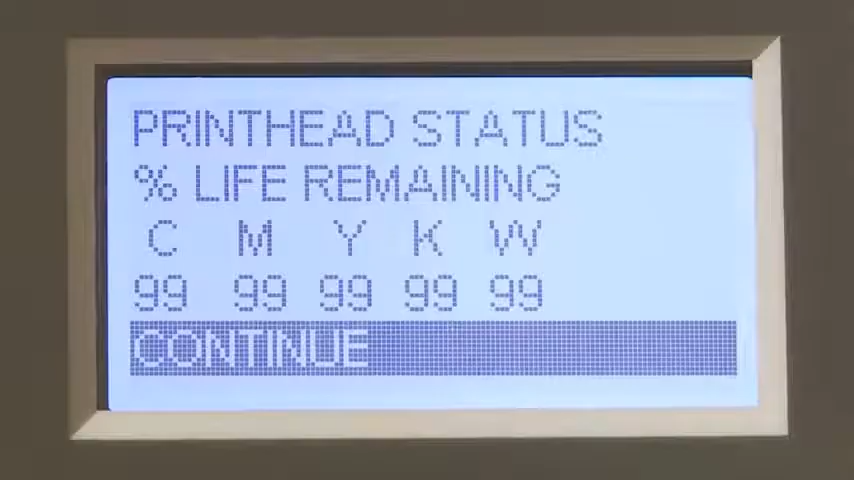 PRINTHEAD STATUS
% LIFE REMAINING
C M Y K W
99 99 99 99 99
CONTINUE